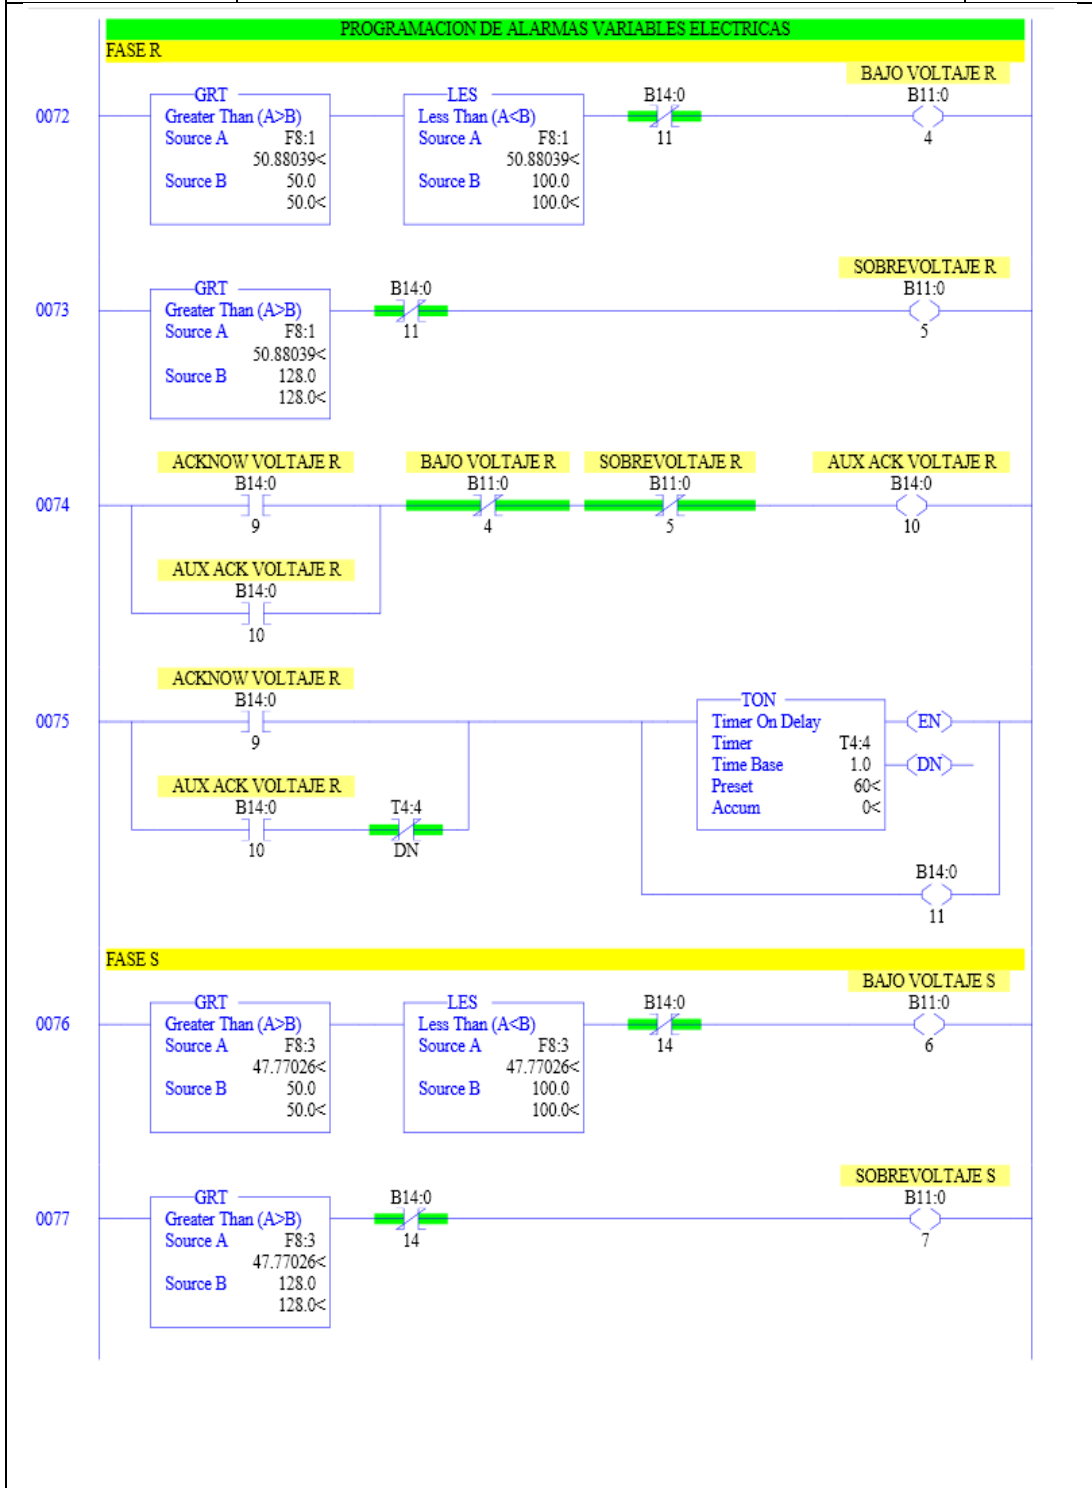 PROGRAMACION DE ALARMAS VARIABLES ELECTRICAS
FASE R
BAJO VOLTAJE R
GRT LES B14:0 B11:0
0072 Greater Than (A>B) Less Than (A<B)
Source A F8:1 Source A F8:1 11 4
50.88039< 50.88039<
Source B 50.0 Source B 100.0
50.0< 100.0<
SOBREVOLTAJE R
GRT B14:0 B11:0
0073 Greater Than (A>B)
Source A F8:1 11 5
50.88039<
Source B 128.0
128.0<
ACKNOW VOLTAJE R BAJO VOLTAJE R SOBREVOLTAJE R AUX ACK VOLTAJE R
B14:0 B11:0 B11:0 B14:0
0074
9 4 5 10
AUX ACK VOLTAJE R
B14:0
10
ACKNOW VOLTAJE R
B14:0 TON
0075 Timer On Delay EN
9 Timer T4:4
Time Base 1.0 DN
AUX ACK VOLTAJE R Preset 60<
B14:0 T4:4 Accum 0<
10 DN
B14:0
11
FASE S
BAJO VOLTAJE S
GRT LES B14:0 B11:0
0076 Greater Than (A>B) Less Than (A<B)
Source A F8:3 Source A F8:3 14 6
47.77026< 47.77026<
Source B 50.0 Source B 100.0
50.0< 100.0<
SOBREVOLTAJE S
GRT B14:0 B11:0
0077 Greater Than (A>B)
Source A F8:3 14 7
47.77026<
Source B 128.0
128.0<